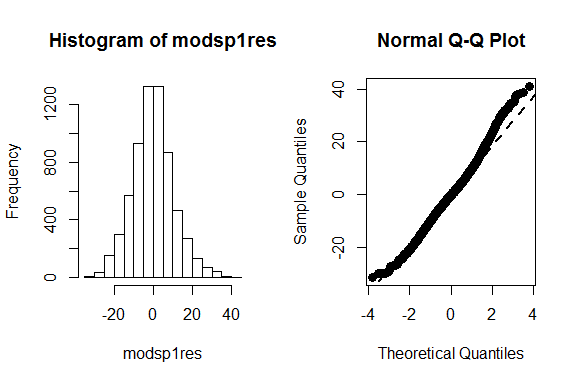 Histogram of modsp1res
Frequency
0
400
800
1200
-20
0
20
40
modsp1res
Normal Q-Q Plot
Sample Quantiles
-20
0
20
40
-4
-2
0
2
4
Theoretical Quantiles